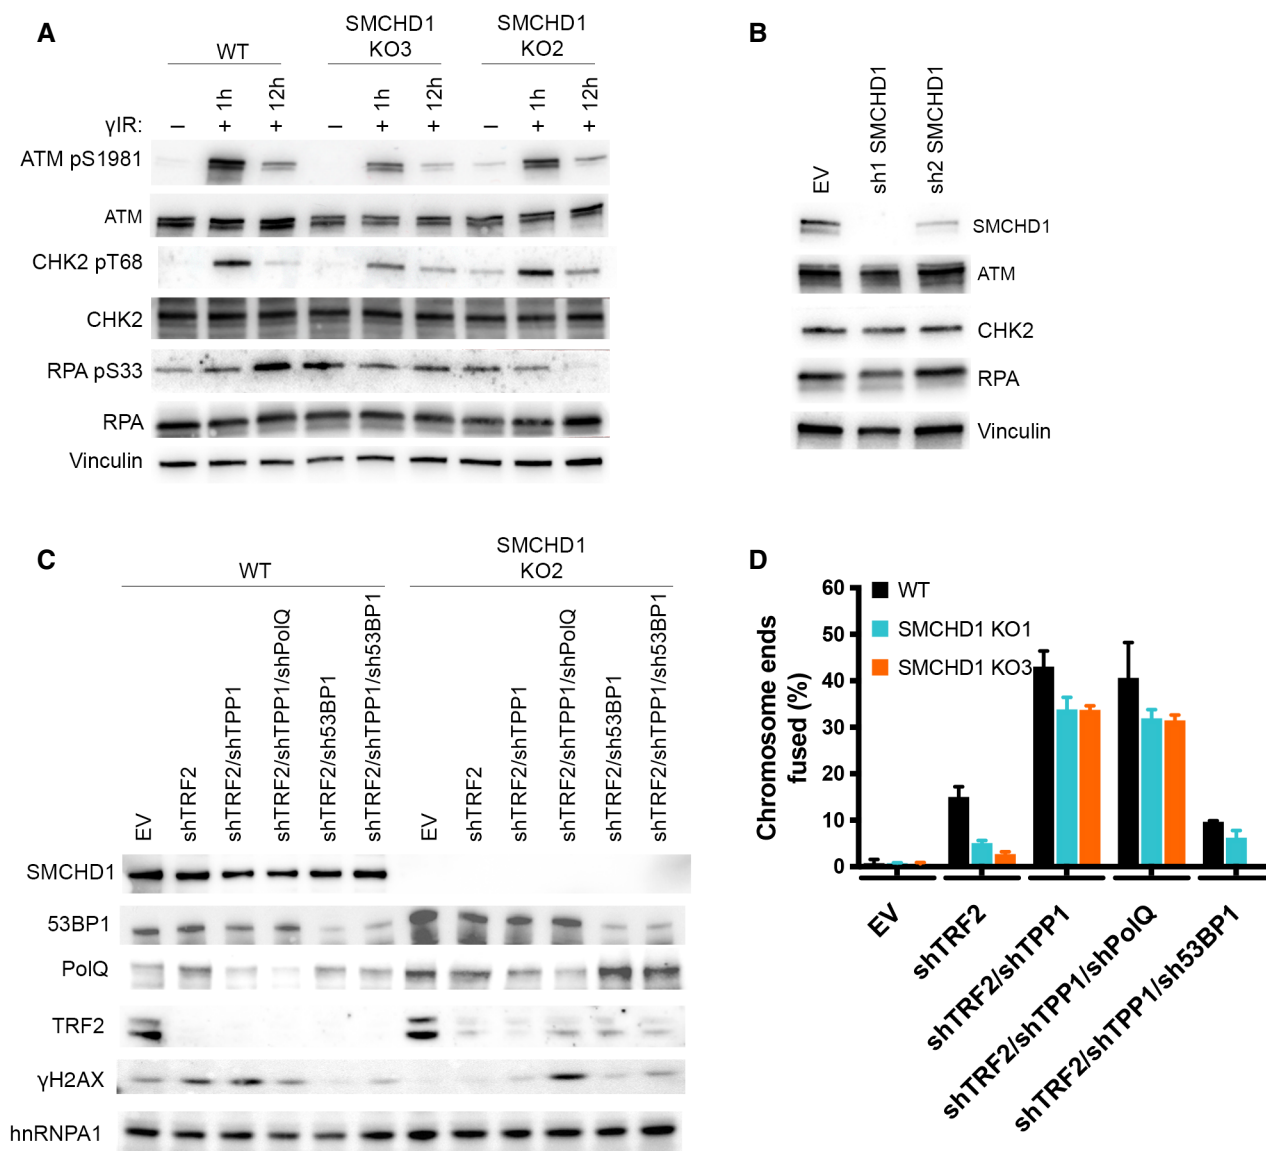 A
WT
SMCHD1
KO3
SMCHD1
KO2
1h
12h
1h
12h
1h
12h
γIR:
– + + – + + – + +
ATM pS1981
ATM
CHK2 pT68
CHK2
RPA pS33
RPA
Vinculin
B
EV
sh1 SMCHD1
sh2 SMCHD1
SMCHD1
ATM
CHK2
RPA
Vinculin
C
WT
SMCHD1
KO2
EV
shTRF2
shTRF2/shTPP1
shTRF2/shTPP1/shPolQ
shTRF2/sh53BP1
shTRF2/shTPP1/sh53BP1
EV
shTRF2
shTRF2/shTPP1
shTRF2/shTPP1/shPolQ
shTRF2/sh53BP1
shTRF2/shTPP1/sh53BP1
SMCHD1
53BP1
PolQ
TRF2
γH2AX
hnRNPA1
D
Chromosome ends
fused (%)
60
50
40
30
20
10
0
WT
SMCHD1 KO1
SMCHD1 KO3
EV
shTRF2
shTRF2/shTPP1
shTRF2/shTPP1/shPolQ
shTRF2/shTPP1/sh53BP1